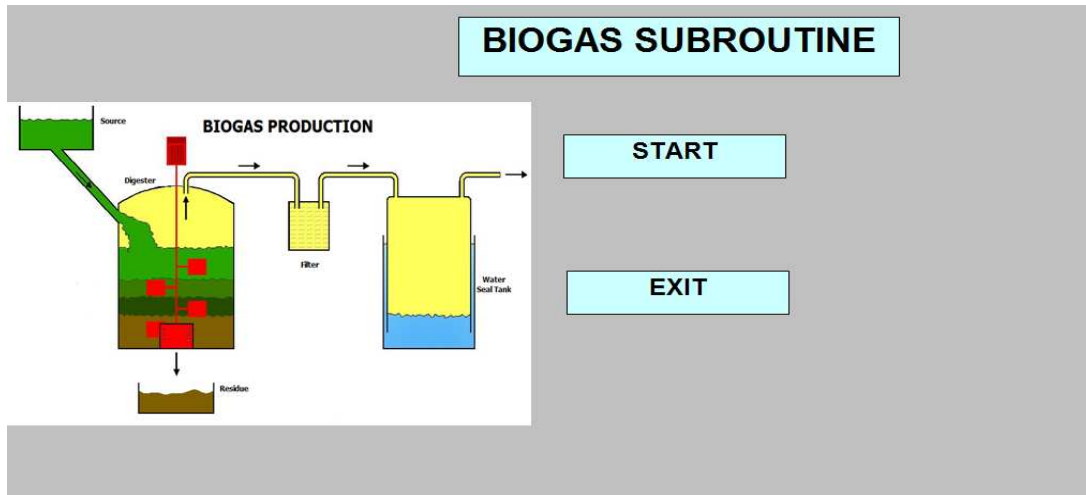 BIOGAS SUBROUTINE
BIOGAS PRODUCTION
Source
Digester
Filter
Water
Seal Tank
Residue
START
EXIT